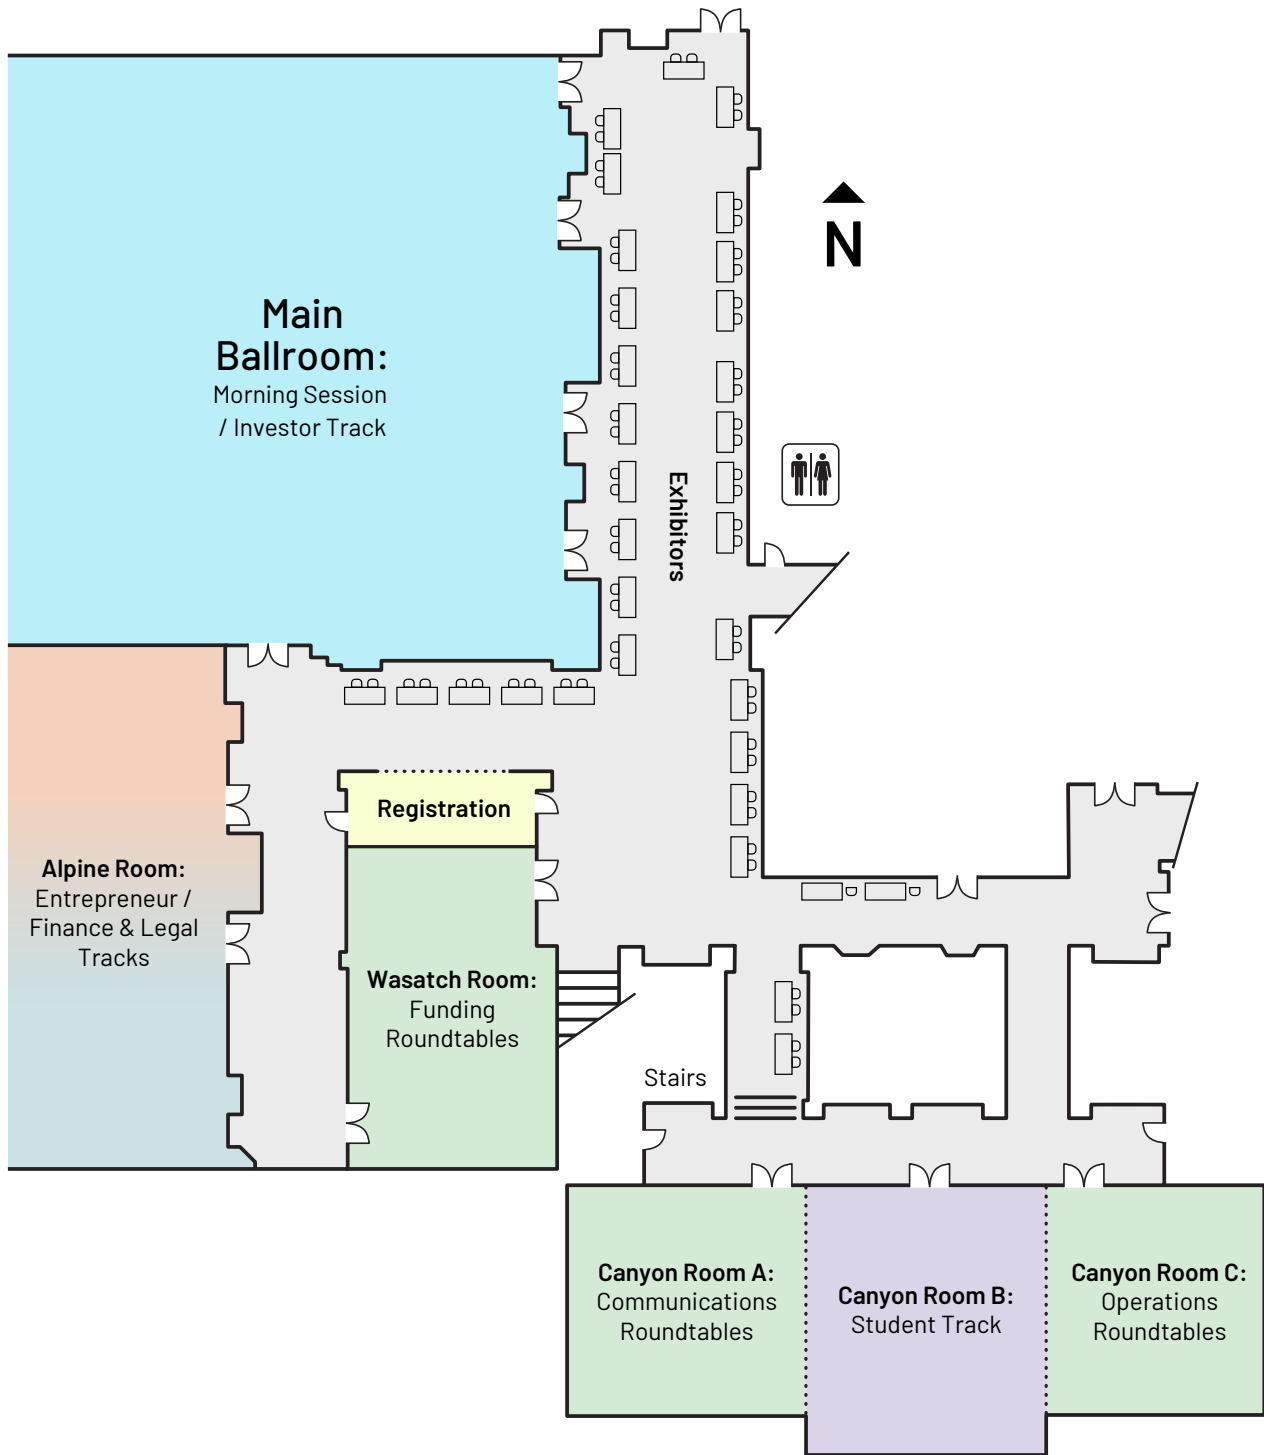 N
Main
Ballroom:
Morning Session
/ Investor Track
Exhibitors
Registration
Alpine Room:
Entrepreneur /
Finance & Legal
Tracks
Wasatch Room:
Funding
Roundtables
Stairs
Canyon Room A:
Communications
Roundtables
Canyon Room B:
Student Track
Canyon Room C:
Operations
Roundtables